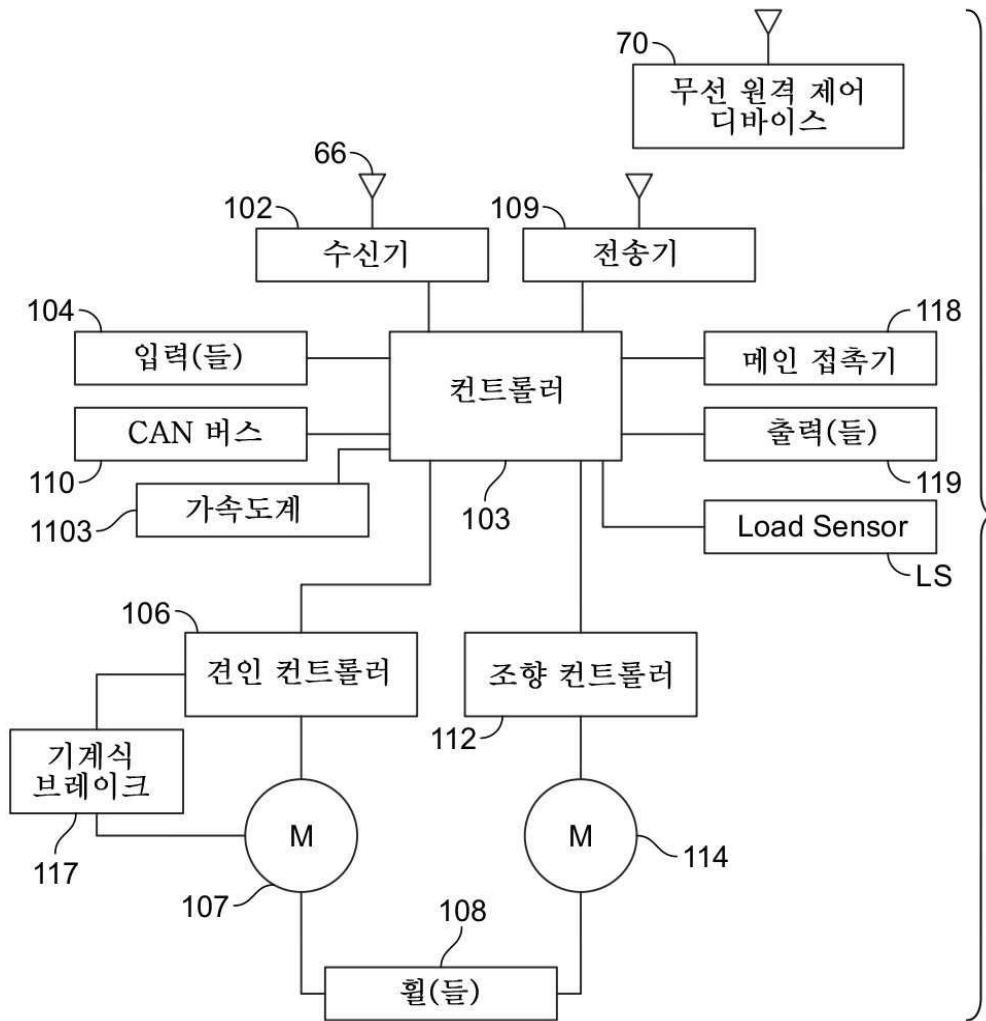 70
무선 원격 제어
디바이스
66
102
수신기
109
전송기
104
입력(들)
컨트롤러
118
메인 접촉기
CAN 버스
110
출력(들)
119
가속도계
1103
103
Load Sensor
LS
106
견인 컨트롤러
조향 컨트롤러
112
기계식
브레이크
117
M
107
M
114
108
휠(들)